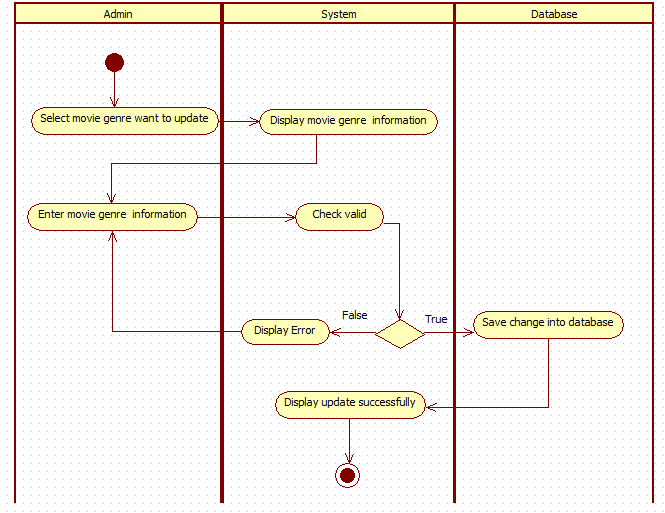 Admin
System
Database
Select movie genre want to update
Display movie genre information
Enter movie genre information
Check valid
False
True
Display Error
Save change into database
Display update successfully